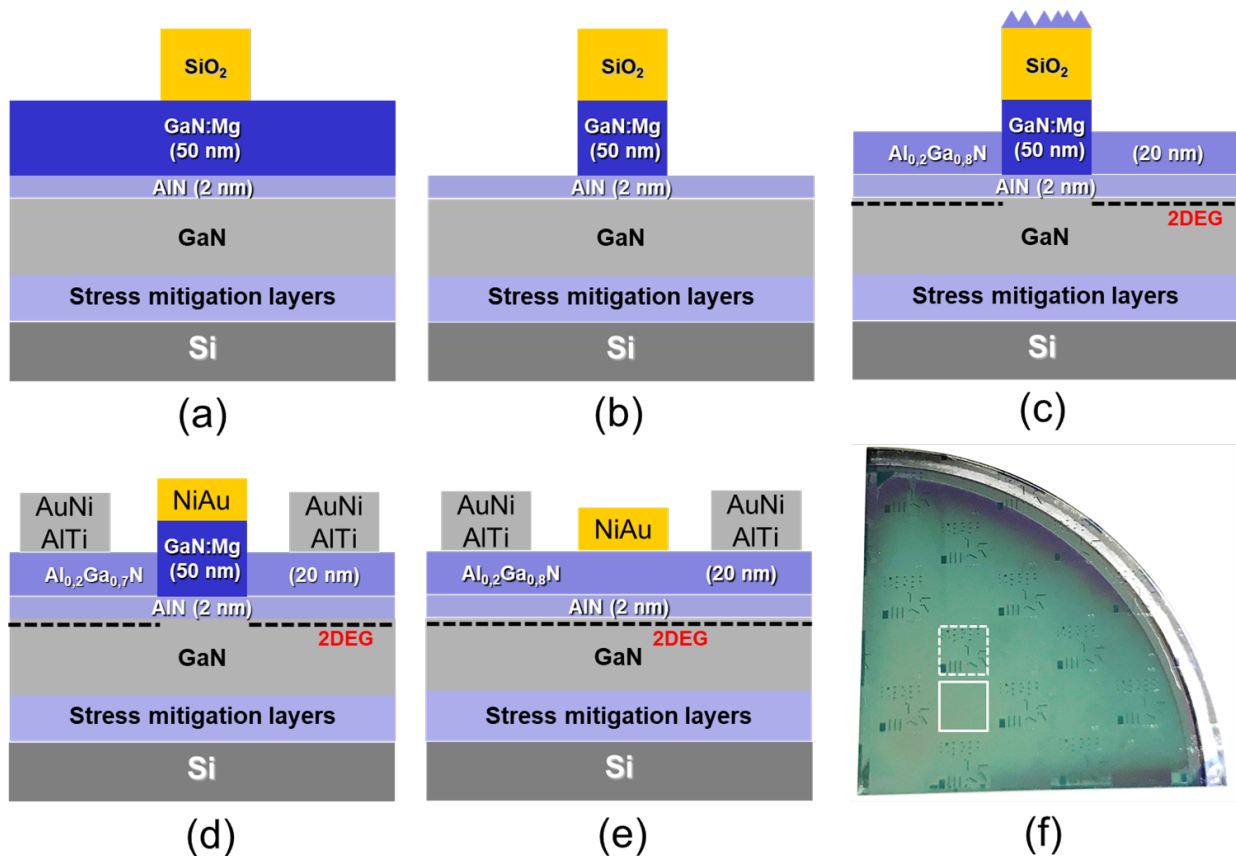 SiO₂
GaN:Mg
(50 nm)
AlN (2 nm)
GaN
Stress mitigation layers
Si
(a)
SiO₂
GaN:Mg
(50 nm)
AlN (2 nm)
GaN
Stress mitigation layers
Si
(b)
SiO₂
GaN:Mg
(50 nm)
Al₀,₂Ga₀,₈N (20 nm)
AlN (2 nm)
2DEG
GaN
Stress mitigation layers
Si
(c)
AuNi
AlTi
NiAu
AuNi
AlTi
GaN:Mg
(50 nm)
Al₀,₂Ga₀,₇N (20 nm)
AlN (2 nm)
2DEG
GaN
Stress mitigation layers
Si
(d)
AuNi
AlTi
NiAu
AuNi
AlTi
Al₀,₂Ga₀,₈N (20 nm)
AlN (2 nm)
2DEG
GaN
Stress mitigation layers
Si
(e)
(f)